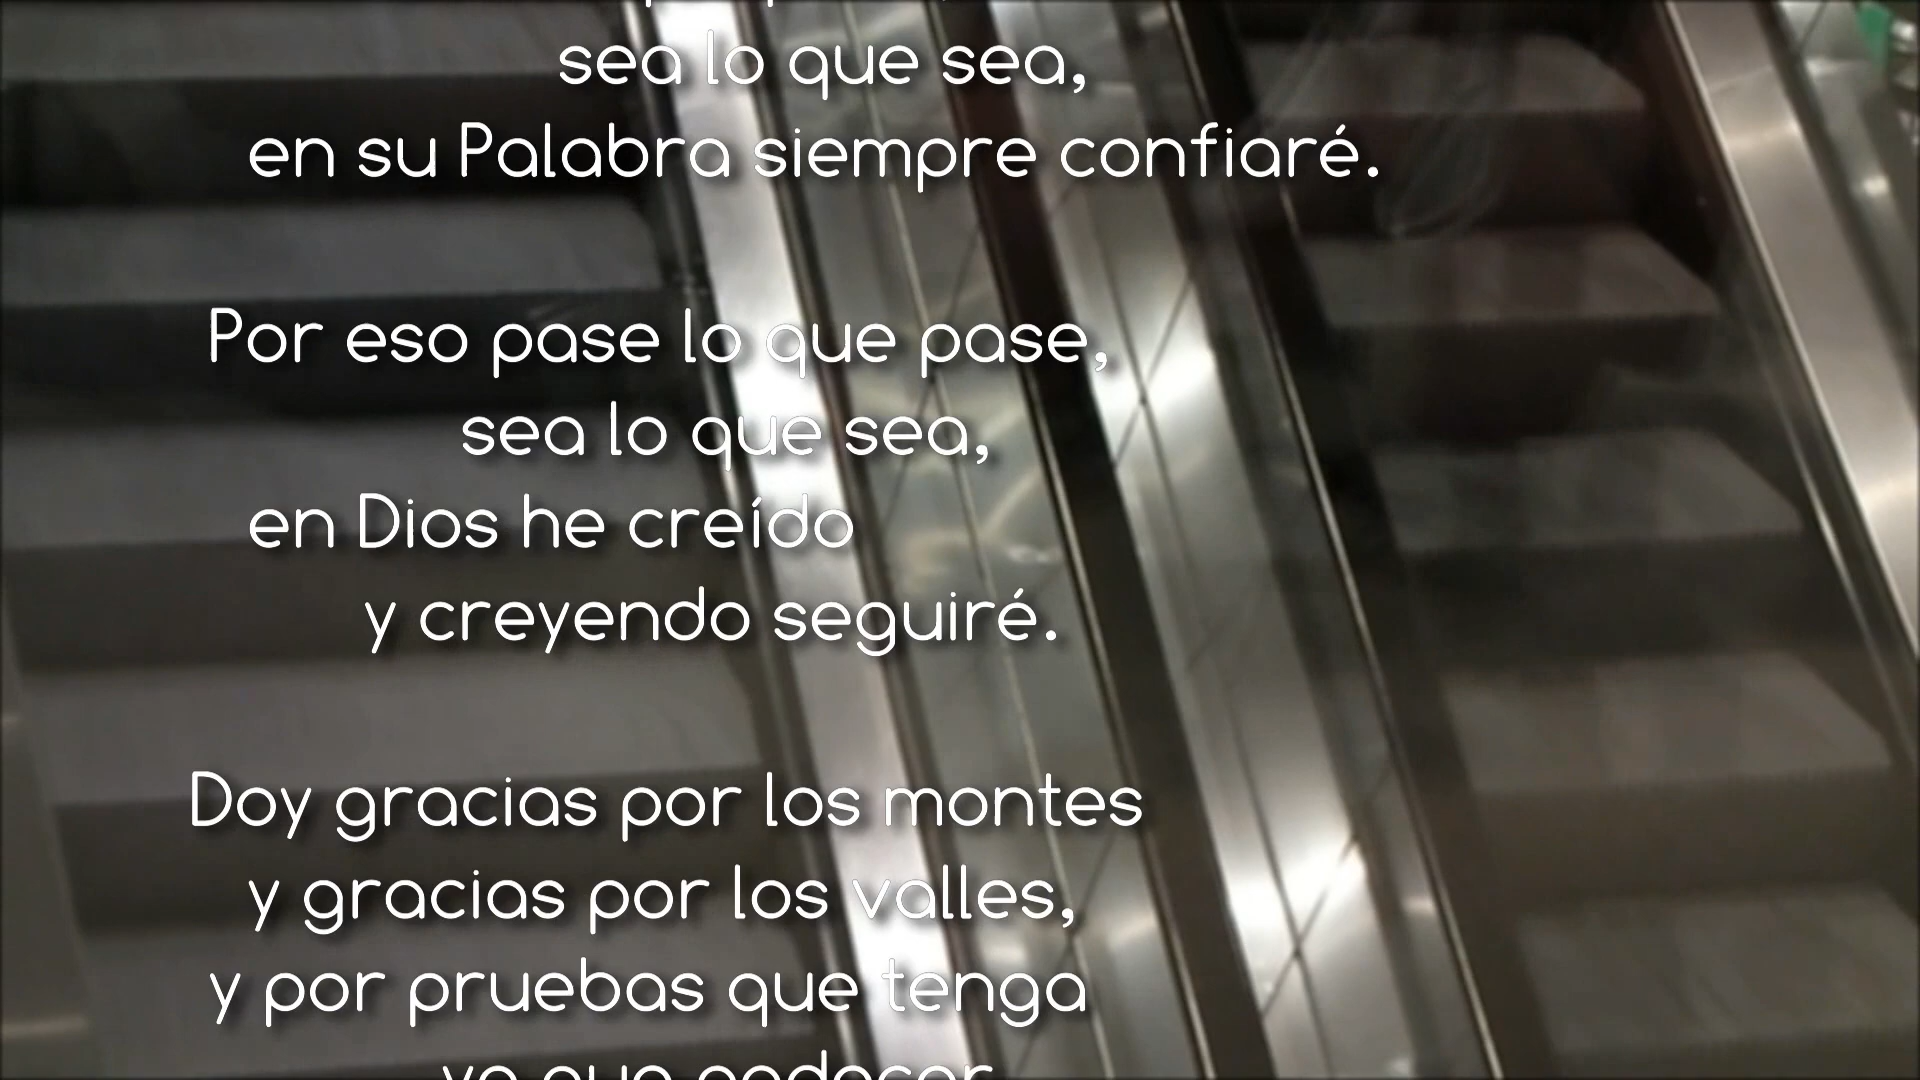 sea lo que sea,
en su Palabra siempre confiaré.
Por eso pase lo que pase,
sea lo que sea,
en Dios he creído
y creyendo seguiré.
Doy gracias por los montes
y gracias por los valles,
y por pruebas que tenga